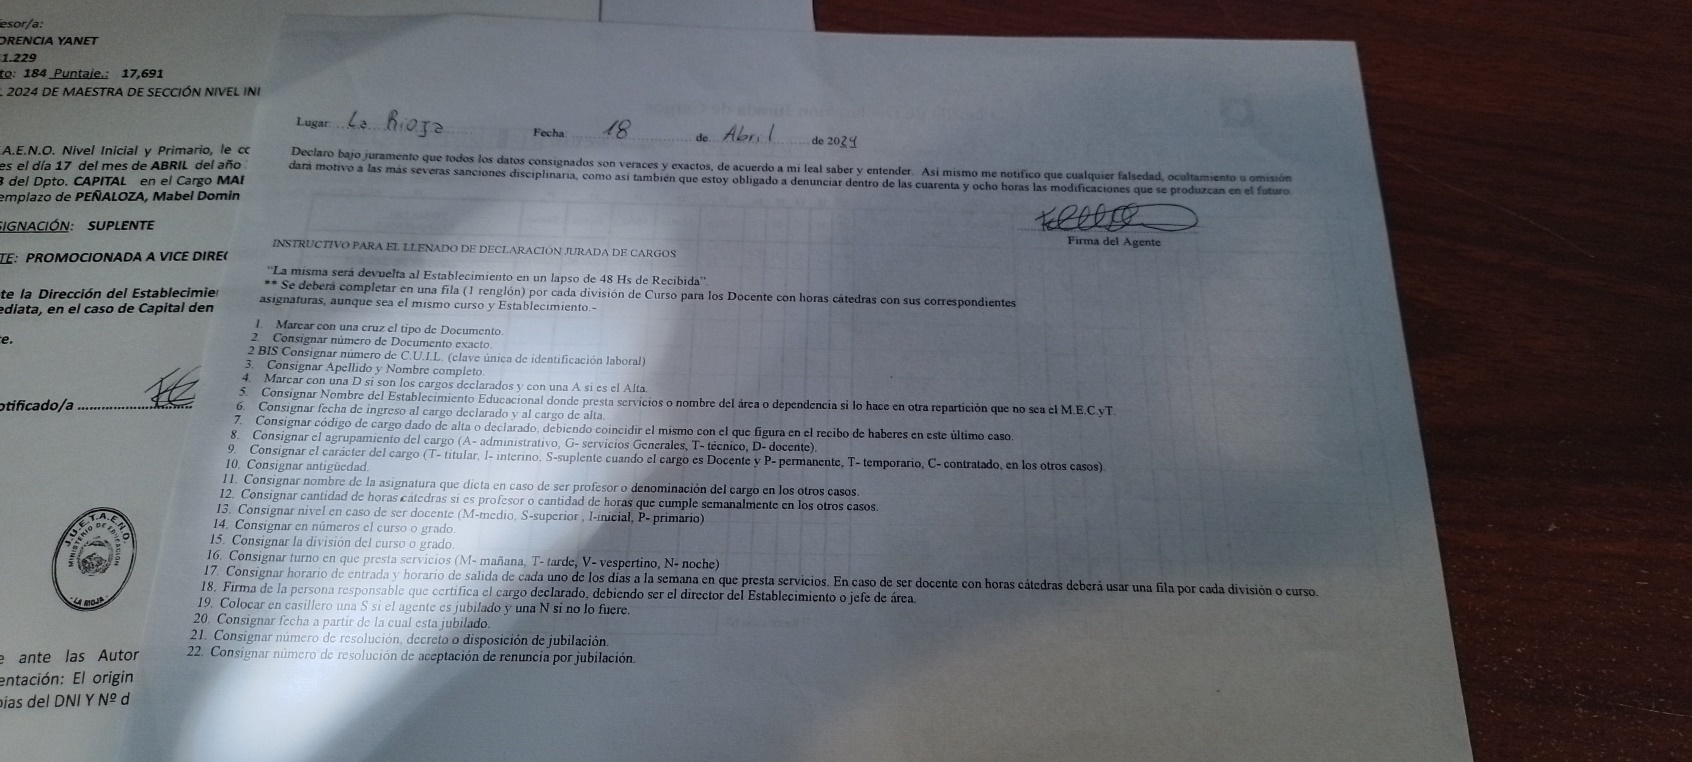 esor/a:
ORENCIA YANET
1.229
to: 184 Puntaje.: 17,691
. 2024 DE MAESTRA DE SECCIÓN NIVEL INI
A.E.N.O. Nivel Inicial y Primario, le cc
es el día 17 del mes de ABRIL del año
3 del Dpto. CAPITAL en el Cargo MAE
emplazo de PEÑALOZA, Mabel Domin
SIGNACIÓN: SUPLENTE
TE: PROMOCIONADA A VICE DIREC
te la Dirección del Establecimie
ediata, en el caso de Capital den
e.
otificado/a
J.U.E.T.A.E.N.O
MINISTERIO DE EDUCACION
- LA RIOJA -
e ante las Autor
entación: El origin
pias del DNI Y Nº d
Lugar La Rioja Fecha 18 de Abril de 2024
Declaro bajo juramento que todos los datos consignados son veraces y exactos, de acuerdo a mi leal saber y entender. Asi mismo me notifico que cualquier falsedad, ocultamiento u omisión
dará motivo a las más severas sanciones disciplinaria, como asi también que estoy obligado a denunciar dentro de las cuarenta y ocho horas las modificaciones que se produzcan en el futuro.
Firma del Agente
INSTRUCTIVO PARA EL LLENADO DE DECLARACION JURADA DE CARGOS
"La misma será devuelta al Establecimiento en un lapso de 48 Hs de Recibida".
** Se deberá completar en una fila (1 renglón) por cada división de Curso para los Docente con horas cátedras con sus correspondientes
asignaturas, aunque sea el mismo curso y Establecimiento.-
1. Marcar con una cruz el tipo de Documento.
2. Consignar número de Documento exacto.
2 BIS Consignar número de C.U.I.L. (clave única de identificación laboral)
3. Consignar Apellido y Nombre completo.
4. Marcar con una D si son los cargos declarados y con una A si es el Alta.
5. Consignar Nombre del Establecimiento Educacional donde presta servicios o nombre del área o dependencia si lo hace en otra repartición que no sea el M.E.C.yT.
6. Consignar fecha de ingreso al cargo declarado y al cargo de alta.
7. Consignar código de cargo dado de alta o declarado, debiendo coincidir el mismo con el que figura en el recibo de haberes en este último caso.
8. Consignar el agrupamiento del cargo (A- administrativo, G- servicios Generales, T- técnico, D- docente).
9. Consignar el carácter del cargo (T- titular, I- interino, S-suplente cuando el cargo es Docente y P- permanente, T- temporario, C- contratado, en los otros casos)
10. Consignar antigüedad.
11. Consignar nombre de la asignatura que dicta en caso de ser profesor o denominación del cargo en los otros casos.
12. Consignar cantidad de horas cátedras si es profesor o cantidad de horas que cumple semanalmente en los otros casos.
13. Consignar nivel en caso de ser docente (M-medio, S-superior , I-inicial, P- primario)
14. Consignar en números el curso o grado.
15. Consignar la división del curso o grado.
16. Consignar turno en que presta servicios (M- mañana, T- tarde, V- vespertino, N- noche)
17. Consignar horario de entrada y horario de salida de cada uno de los días a la semana en que presta servicios. En caso de ser docente con horas cátedras deberá usar una fila por cada división o curso.
18. Firma de la persona responsable que certifica el cargo declarado, debiendo ser el director del Establecimiento o jefe de área.
19. Colocar en casillero una S si el agente es jubilado y una N si no lo fuere.
20. Consignar fecha a partir de la cual esta jubilado.
21. Consignar número de resolución, decreto o disposición de jubilación.
22. Consignar número de resolución de aceptación de renuncia por jubilación.